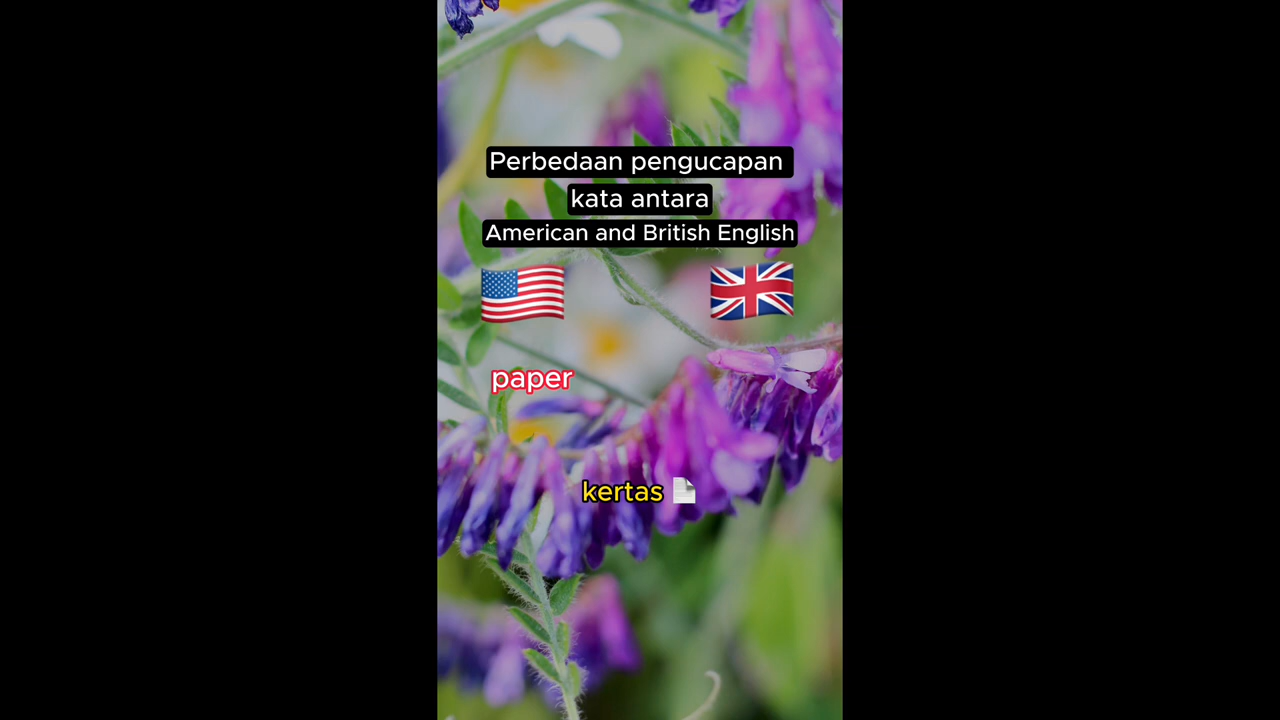 Perbedaan pengucapan
kata antara
American and British English
paper
kertas